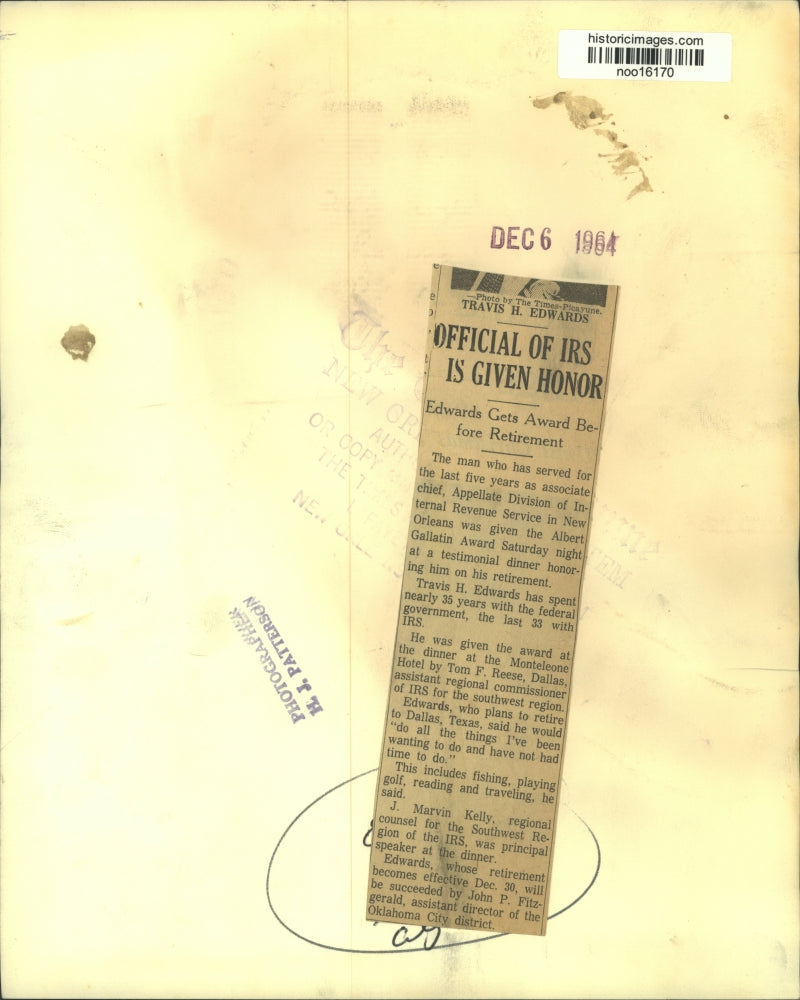 historicimages.com
noo16170
DEC 6 1964
—Photo by The Times-Picayune.
TRAVIS H. EDWARDS
OFFICIAL OF IRS
IS GIVEN HONOR
Edwards Gets Award Be-
fore Retirement
The man who has served for
the last five years as associate
chief, Appellate Division of In-
ternal Revenue Service in New
Orleans was given the Albert
Gallatin Award Saturday night
at a testimonial dinner honor-
ing him on his retirement.
Travis H. Edwards has spent
nearly 35 years with the federal
government, the last 33 with
IRS.
He was given the award at
the dinner at the Monteleone
Hotel by Tom F. Reese, Dallas,
assistant regional commissioner
of IRS for the southwest region.
Edwards, who plans to retire
to Dallas, Texas, said he would
"do all the things I've been
wanting to do and have not had
time to do."
This includes fishing, playing
golf, reading and traveling, he
said.
J. Marvin Kelly, regional
counsel for the Southwest Re-
gion of the IRS, was principal
speaker at the dinner.
Edwards, whose retirement
becomes effective Dec. 30, will
be succeeded by John P. Fitz-
gerald, assistant director of the
Oklahoma City district.
The
NEW OR
AUTH
OR COPY
THE
NEW
PHOTOGRAPHER
H. J. PATTERSON